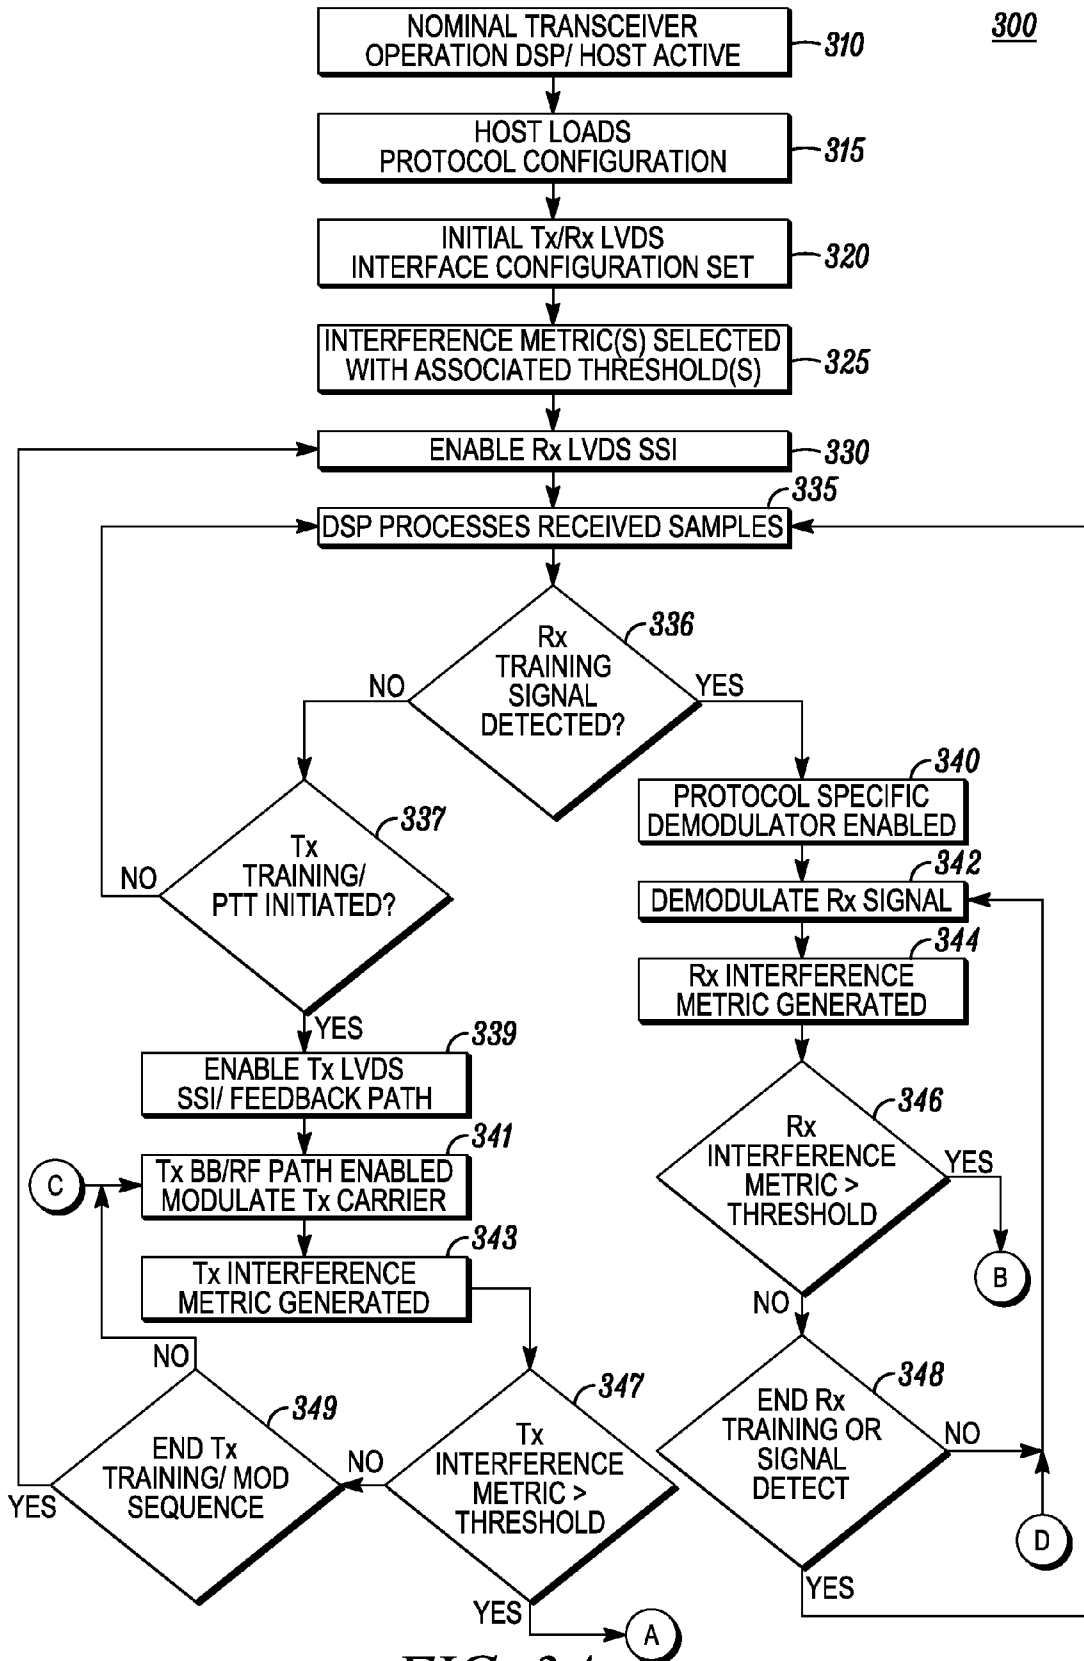 300
NOMINAL TRANSCEIVER
OPERATION DSP/ HOST ACTIVE
310
HOST LOADS
PROTOCOL CONFIGURATION
315
INITIAL Tx/Rx LVDS
INTERFACE CONFIGURATION SET
320
INTERFERENCE METRIC(S) SELECTED
WITH ASSOCIATED THRESHOLD(S)
325
ENABLE Rx LVDS SSI
330
335
DSP PROCESSES RECEIVED SAMPLES
336
Rx
TRAINING
SIGNAL
DETECTED?
NO
YES
337
Tx
TRAINING/
PTT INITIATED?
NO
YES
340
PROTOCOL SPECIFIC
DEMODULATOR ENABLED
342
DEMODULATE Rx SIGNAL
344
Rx INTERFERENCE
METRIC GENERATED
339
ENABLE Tx LVDS
SSI/ FEEDBACK PATH
341
C
Tx BB/RF PATH ENABLED
MODULATE Tx CARRIER
343
Tx INTERFERENCE
METRIC GENERATED
346
Rx
INTERFERENCE
METRIC >
THRESHOLD
YES
B
NO
348
END Rx
TRAINING OR
SIGNAL
DETECT
NO
D
YES
347
Tx
INTERFERENCE
METRIC >
THRESHOLD
NO
YES
A
349
END Tx
TRAINING/ MOD
SEQUENCE
NO
YES